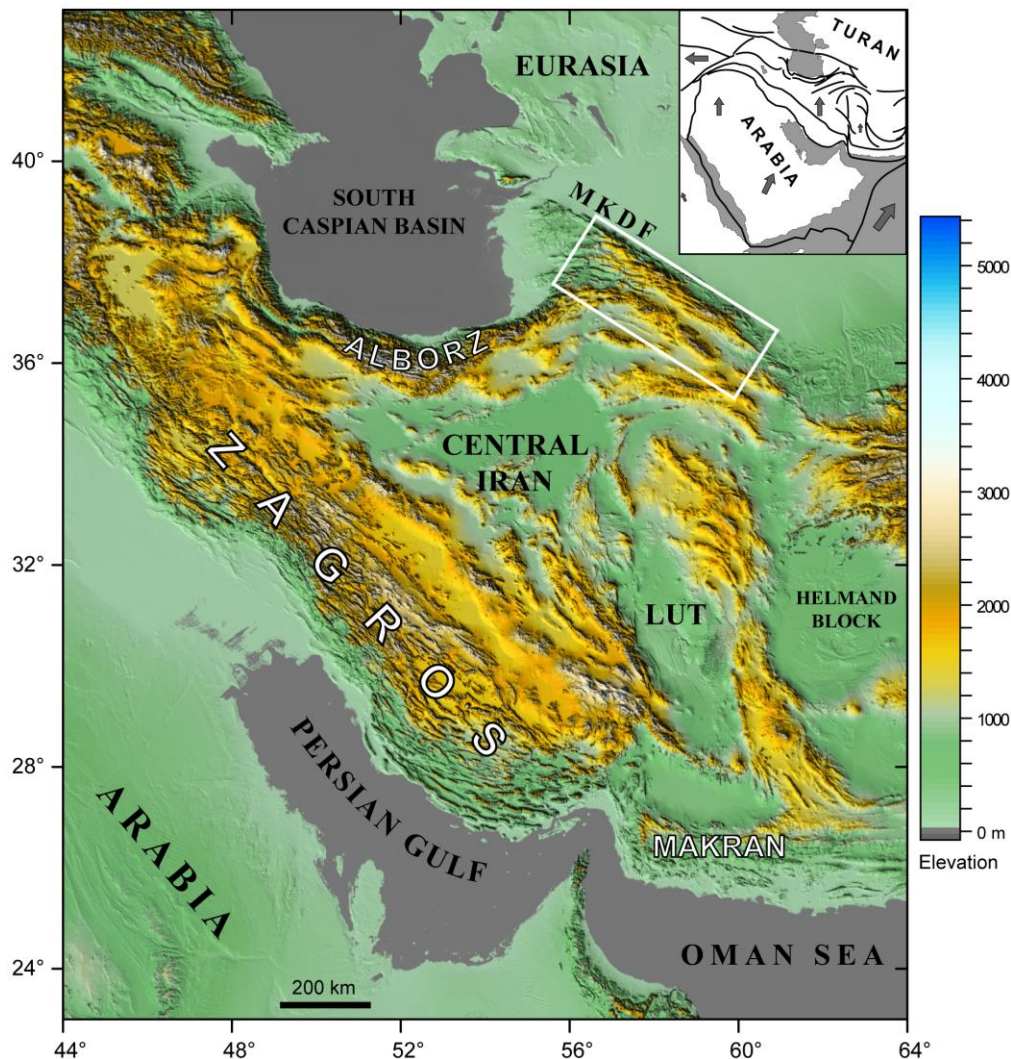 EURASIA
TURAN
ARABIA
40°
SOUTH
CASPIAN BASIN
MKDF
5000
36°
ALBORZ
4000
CENTRAL
IRAN
3000
ZAGROS
32°
LUT
HELMAND
BLOCK
2000
1000
28°
PERSIAN GULF
0 m
MAKRAN
Elevation
ARABIA
OMAN SEA
24°
200 km
44 48° 52° 56° 60° 64°